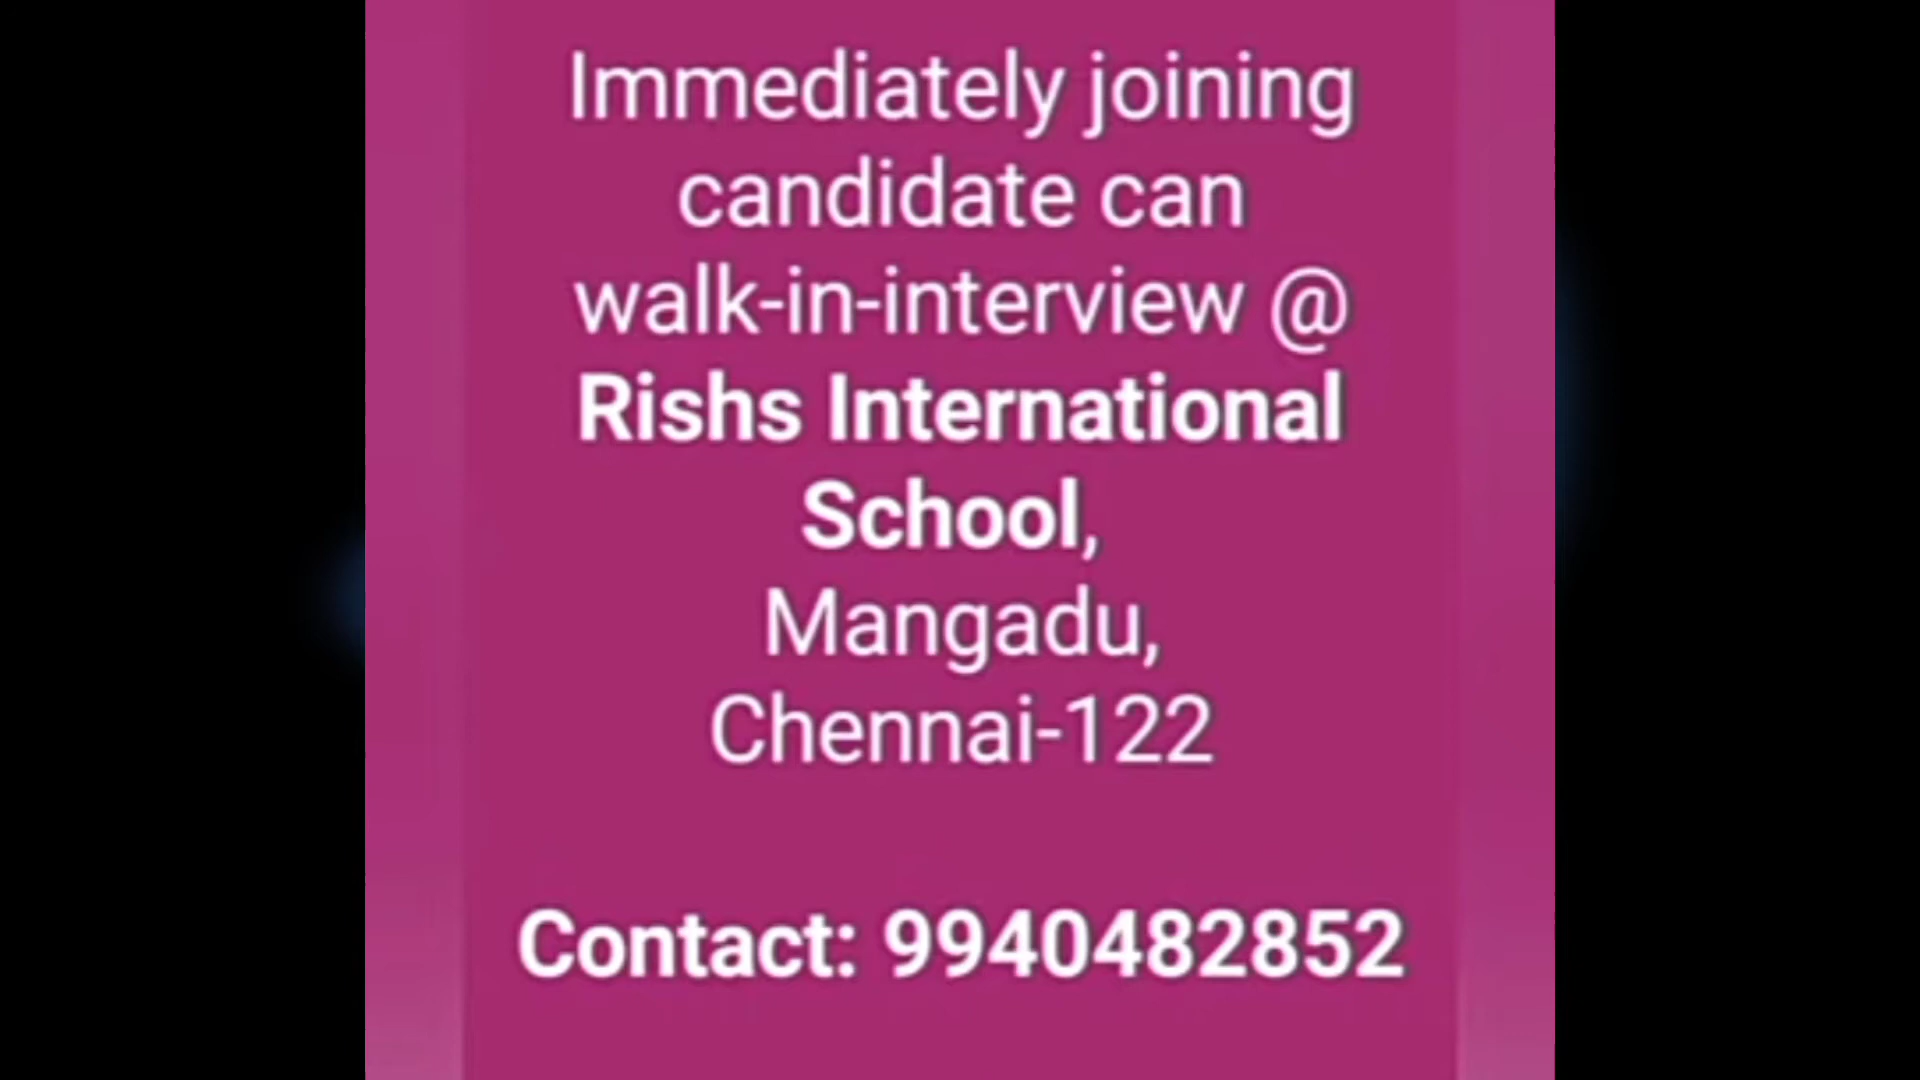 Immediately joining
candidate can
walk-in-interview @
Rishs International
School,
Mangadu,
Chennai-122
Contact: 9940482852